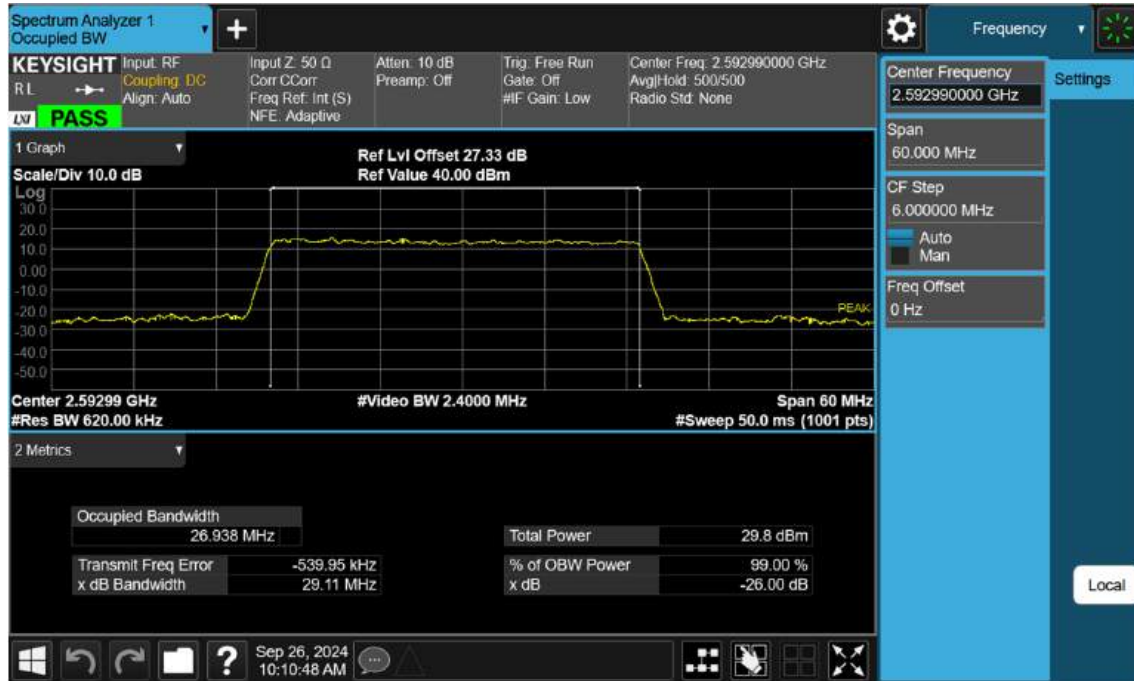 Spectrum Analyzer 1
Occupied BW
+
Frequency
KEYSIGHT
R L
LXI
PASS
Input: RF
Coupling: DC
Align: Auto
Input Z: 50 Ω
Corr CCorr
Freq Ref: Int (S)
NFE: Adaptive
Atten: 10 dB
Preamp: Off
Trig: Free Run
Gate: Off
#IF Gain: Low
Center Freq: 2.592990000 GHz
Avg|Hold: 500/500
Radio Std: None
Center Frequency
2.592990000 GHz
Settings
Span
60.000 MHz
CF Step
6.000000 MHz
Auto
Man
Freq Offset
0 Hz
Local
1 Graph
Scale/Div 10.0 dB
Ref Lvl Offset 27.33 dB
Ref Value 40.00 dBm
Log
30.0
20.0
10.0
0.00
-10.0
-20.0
-30.0
-40.0
-50.0
PEAK
Center 2.59299 GHz
#Video BW 2.4000 MHz
Span 60 MHz
#Res BW 620.00 kHz
#Sweep 50.0 ms (1001 pts)
2 Metrics
Occupied Bandwidth
26.938 MHz
Total Power 29.8 dBm
Transmit Freq Error -539.95 kHz
% of OBW Power 99.00 %
x dB Bandwidth 29.11 MHz
x dB -26.00 dB
?
Sep 26, 2024
10:10:48 AM